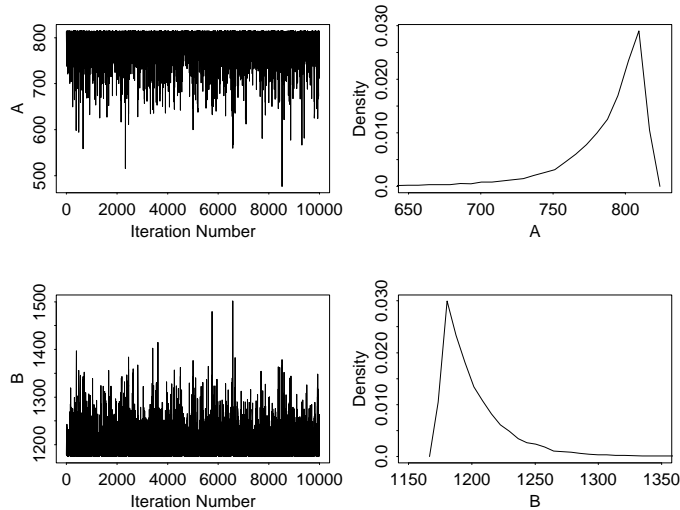 A
500 600 700 800
0 2000 4000 6000 8000 10000
Iteration Number
Density
0.0 0.010 0.020 0.030
650 700 750 800
A
B
1200 1300 1400 1500
0 2000 4000 6000 8000 10000
Iteration Number
Density
0.0 0.010 0.020 0.030
1150 1200 1250 1300 1350
B